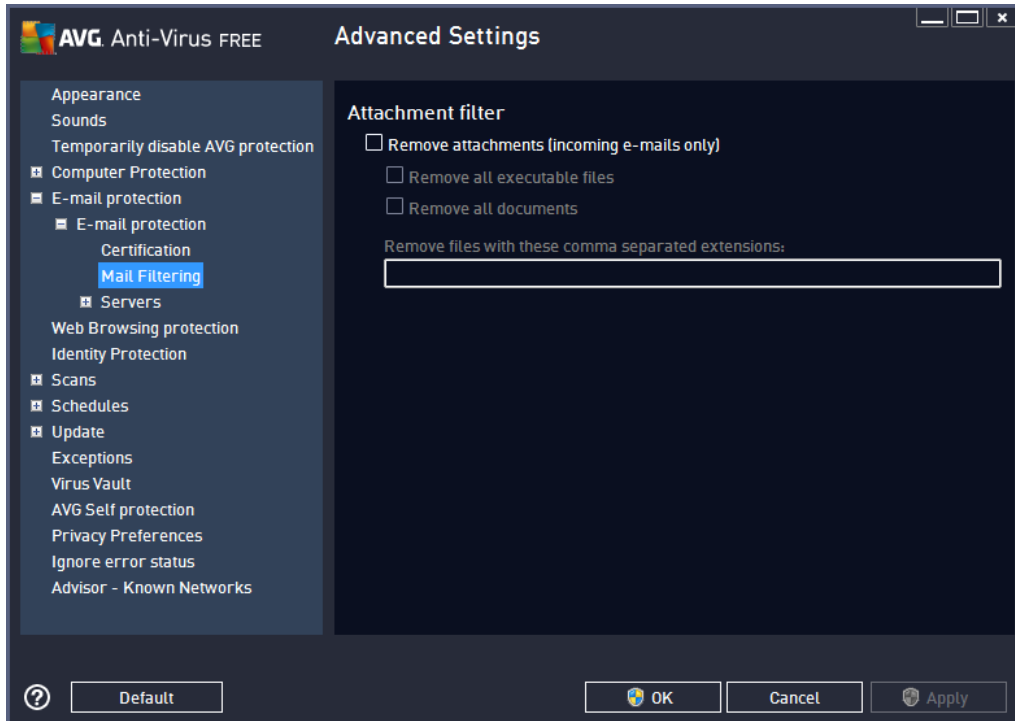 AVG. Anti-Virus FREE
Advanced Settings
Appearance
Sounds
Temporarily disable AVG protection
Computer Protection
E-mail protection
E-mail protection
Certification
Mail Filtering
Servers
Web Browsing protection
Identity Protection
Scans
Schedules
Update
Exceptions
Virus Vault
AVG Self protection
Privacy Preferences
Ignore error status
Advisor - Known Networks
Attachment filter
Remove attachments (incoming e-mails only)
Remove all executable files
Remove all documents
Remove files with these comma separated extensions:
?
Default
OK
Cancel
Apply